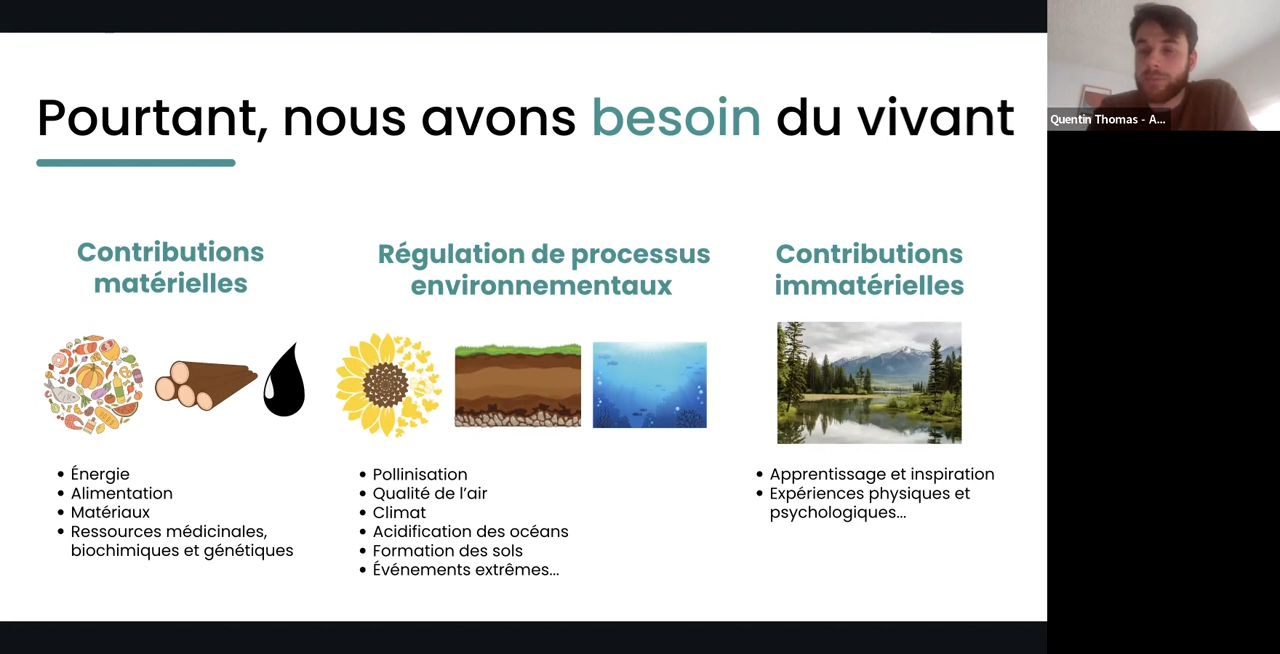 Pourtant, nous avons besoin du vivant
Contributions
matérielles
Énergie
Alimentation
Matériaux
Ressources médicinales,
biochimiques et génétiques
Régulation de processus
environnementaux
Pollinisation
Qualité de l’air
Climat
Acidification des océans
Formation des sols
Événements extrêmes...
Contributions
immatérielles
Apprentissage et inspiration
Expériences physiques et
psychologiques...
Quentin Thomas - A...